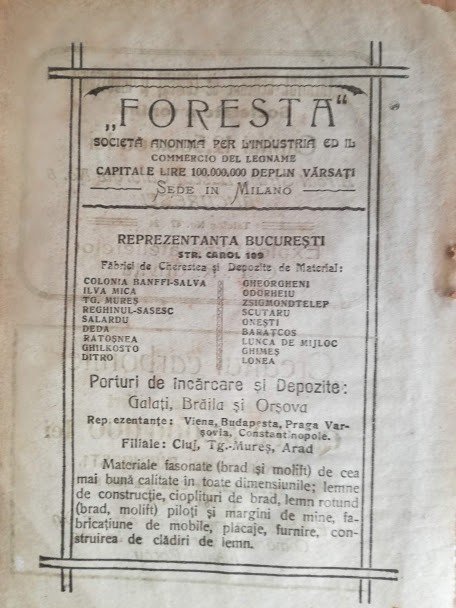 „FORESTA“
SOCIETÀ ANONIMA PER L'INDUSTRIA ED IL
COMMERCIO DEL LEGNAME
CAPITALE LIRE 100,000,000 DEPLIN VĂRSAȚI
SEDE IN MILANO
REPREZENTANTA BUCUREȘTI
STR. CAROL 109
Făbrici de Cherestea și Depozite de Material:
COLONIA BANFFI-SALVA
ILVA MICA
TG. MUREȘ
REGHINUL-SASESC
SALARDU
DEDA
RATOȘNEA
GHILKOSTO
DITRO
GHEORGHENI
ODORHEIU
ZSIGMONDTELEP
SCUTARU
ONEȘTI
BARATCOS
LUNCA DE MIJLOC
GHIMEȘ
LONEA
Porturi de încărcare și Depozite:
Galați, Brăila și Orșova
Reprezentanțe: Viena, Budapesta, Praga Var-
șovia, Constantinopole.
Filiale: Cluj, Tg.-Mureș, Arad
Materiale fasonate (brad și molift) de cea
mai bună calitate în toate dimensiunile; lemne
de construcție, cioplituri de brad, lemn rotund
(brad, molift) piloți și margini de mine, fa-
bricațiune de mobile, placaje, furnire, con-
struirea de clădiri de lemn.